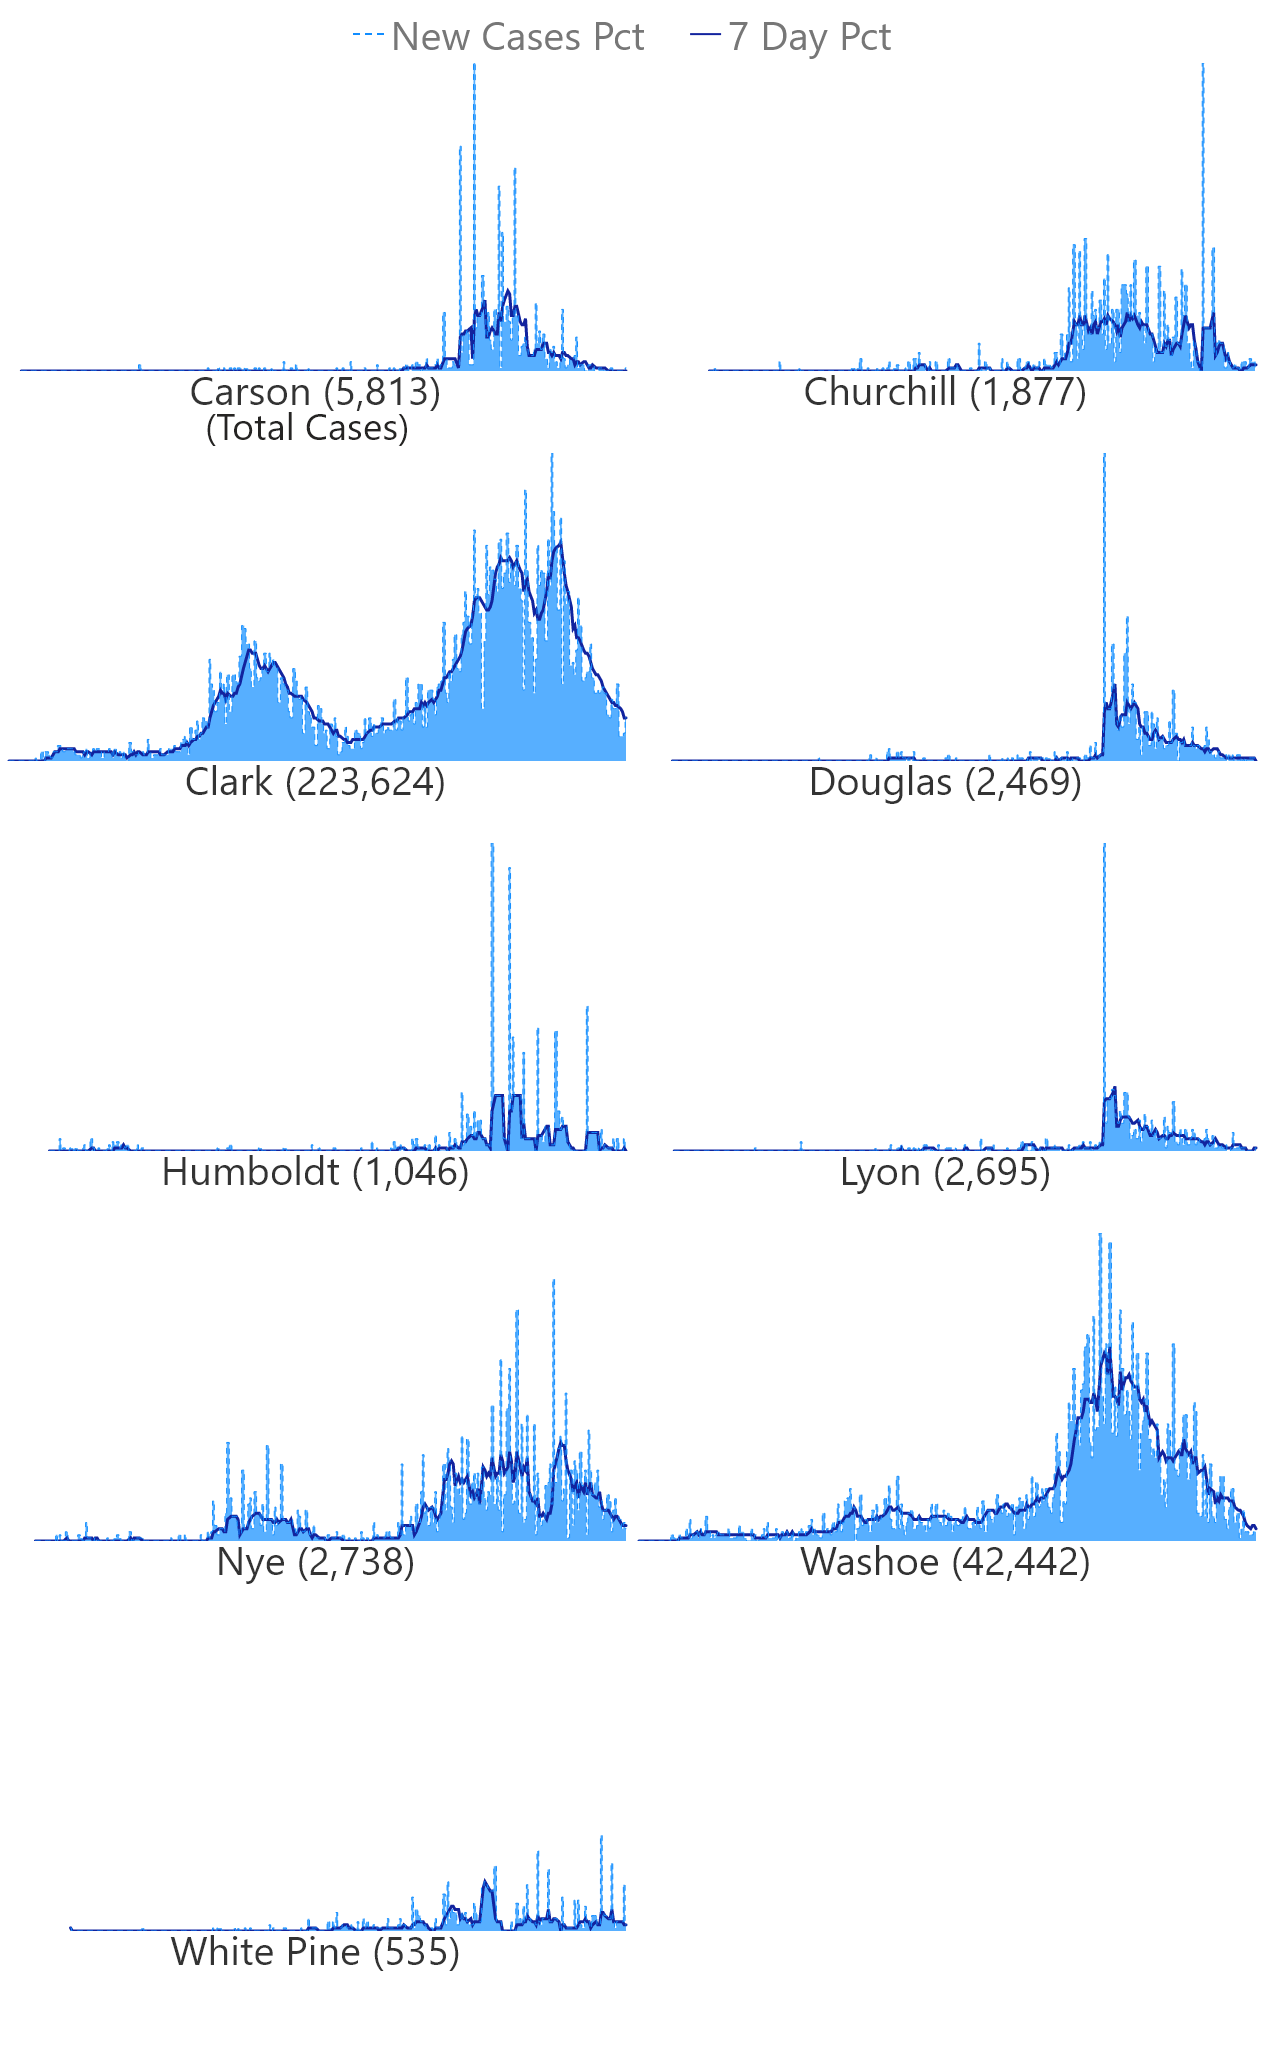 New Cases Pct 7 Day Pct
Carson (5,813) Churchill (1,877)
(Total Cases)
Clark (223,624) Douglas (2,469)
Humboldt (1,046) Lyon (2,695)
Nye (2,738) Washoe (42,442)
White Pine (535)